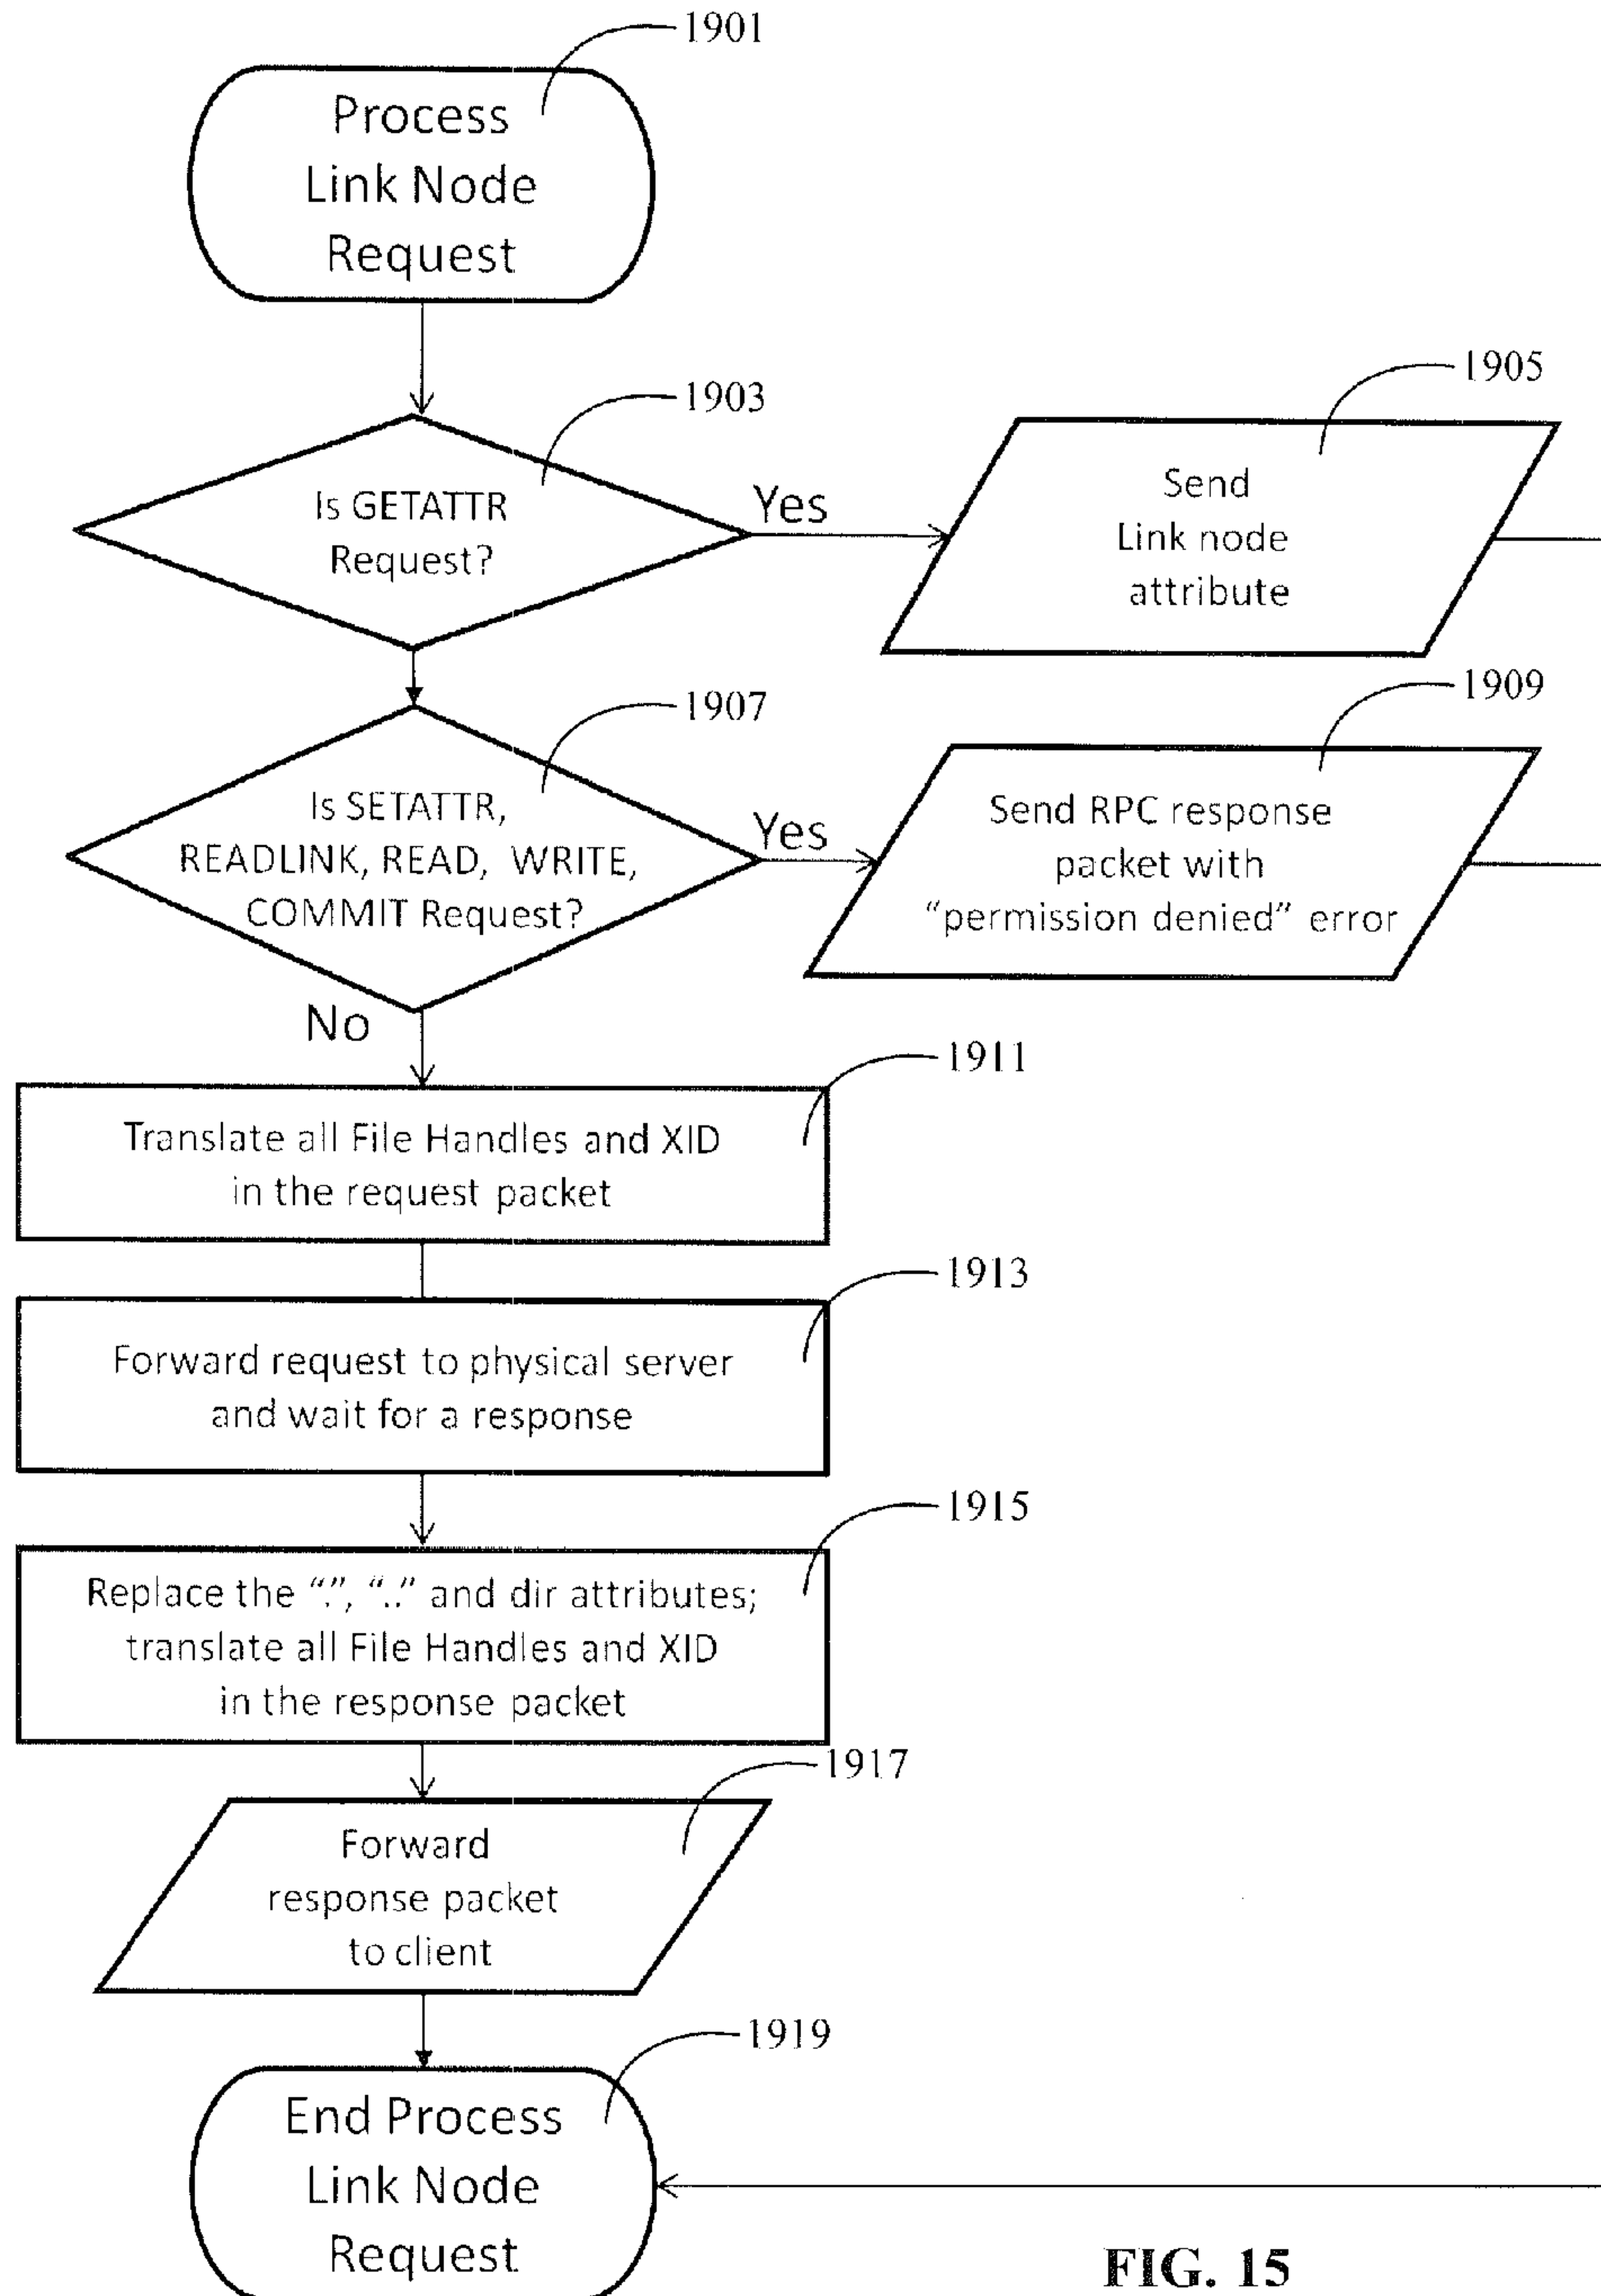 1901
Process
Link Node
Request
1903
Is GETATTR
Request?
Yes
1905
Send
Link node
attribute
1907
Is SETATTR,
READLINK, READ, WRITE,
COMMIT Request?
Yes
1909
Send RPC response
packet with
“permission denied” error
No
1911
Translate all File Handles and XID
in the request packet
1913
Forward request to physical server
and wait for a response
1915
Replace the “.”, “..” and dir attributes;
translate all File Handles and XID
in the response packet
1917
Forward
response packet
to client
1919
End Process
Link Node
Request
FIG. 15